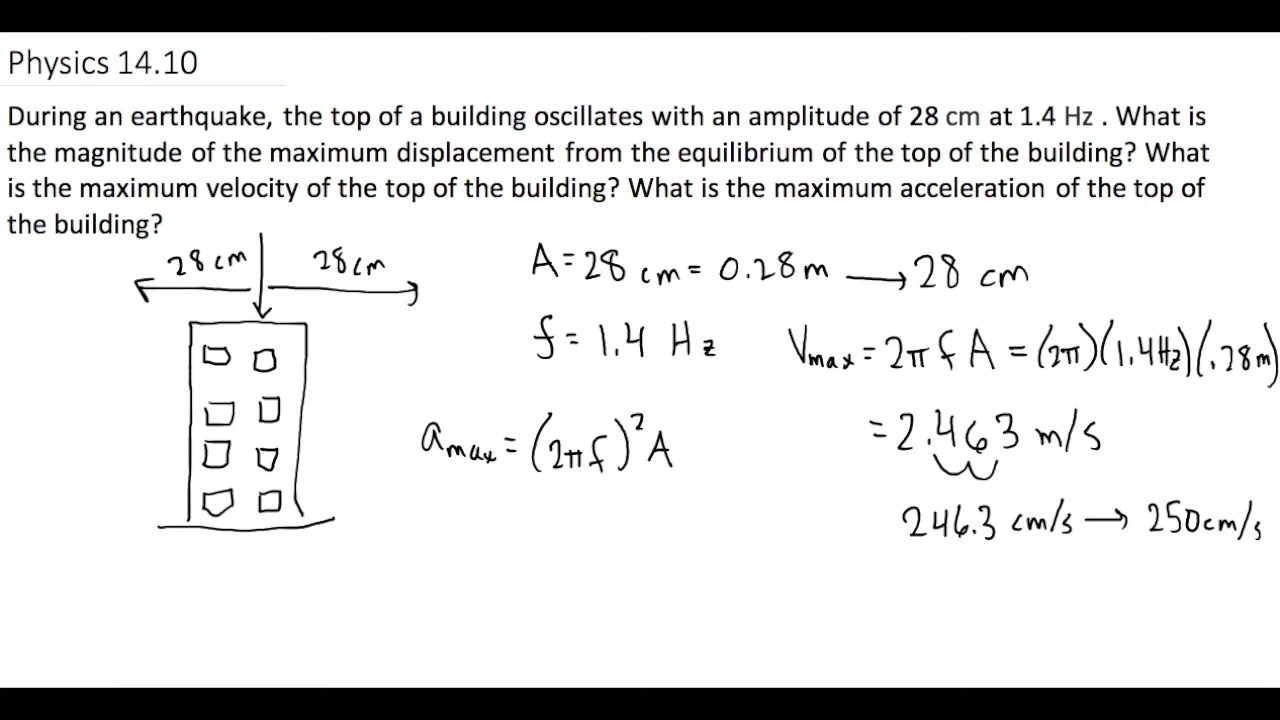 Physics 14.10
During an earthquake, the top of a building oscillates with an amplitude of 28 cm at 1.4 Hz . What is
the magnitude of the maximum displacement from the equilibrium of the top of the building? What
is the maximum velocity of the top of the building? What is the maximum acceleration of the top of
the building?
28 cm 28 cm
A = 28 cm = 0.28 m → 28 cm
f = 1.4 Hz
Vmax = 2π f A = (2π)(1.4Hz)(.28m)
= 2.463 m/s
246.3 cm/s → 250cm/s
amax = (2πf)²A